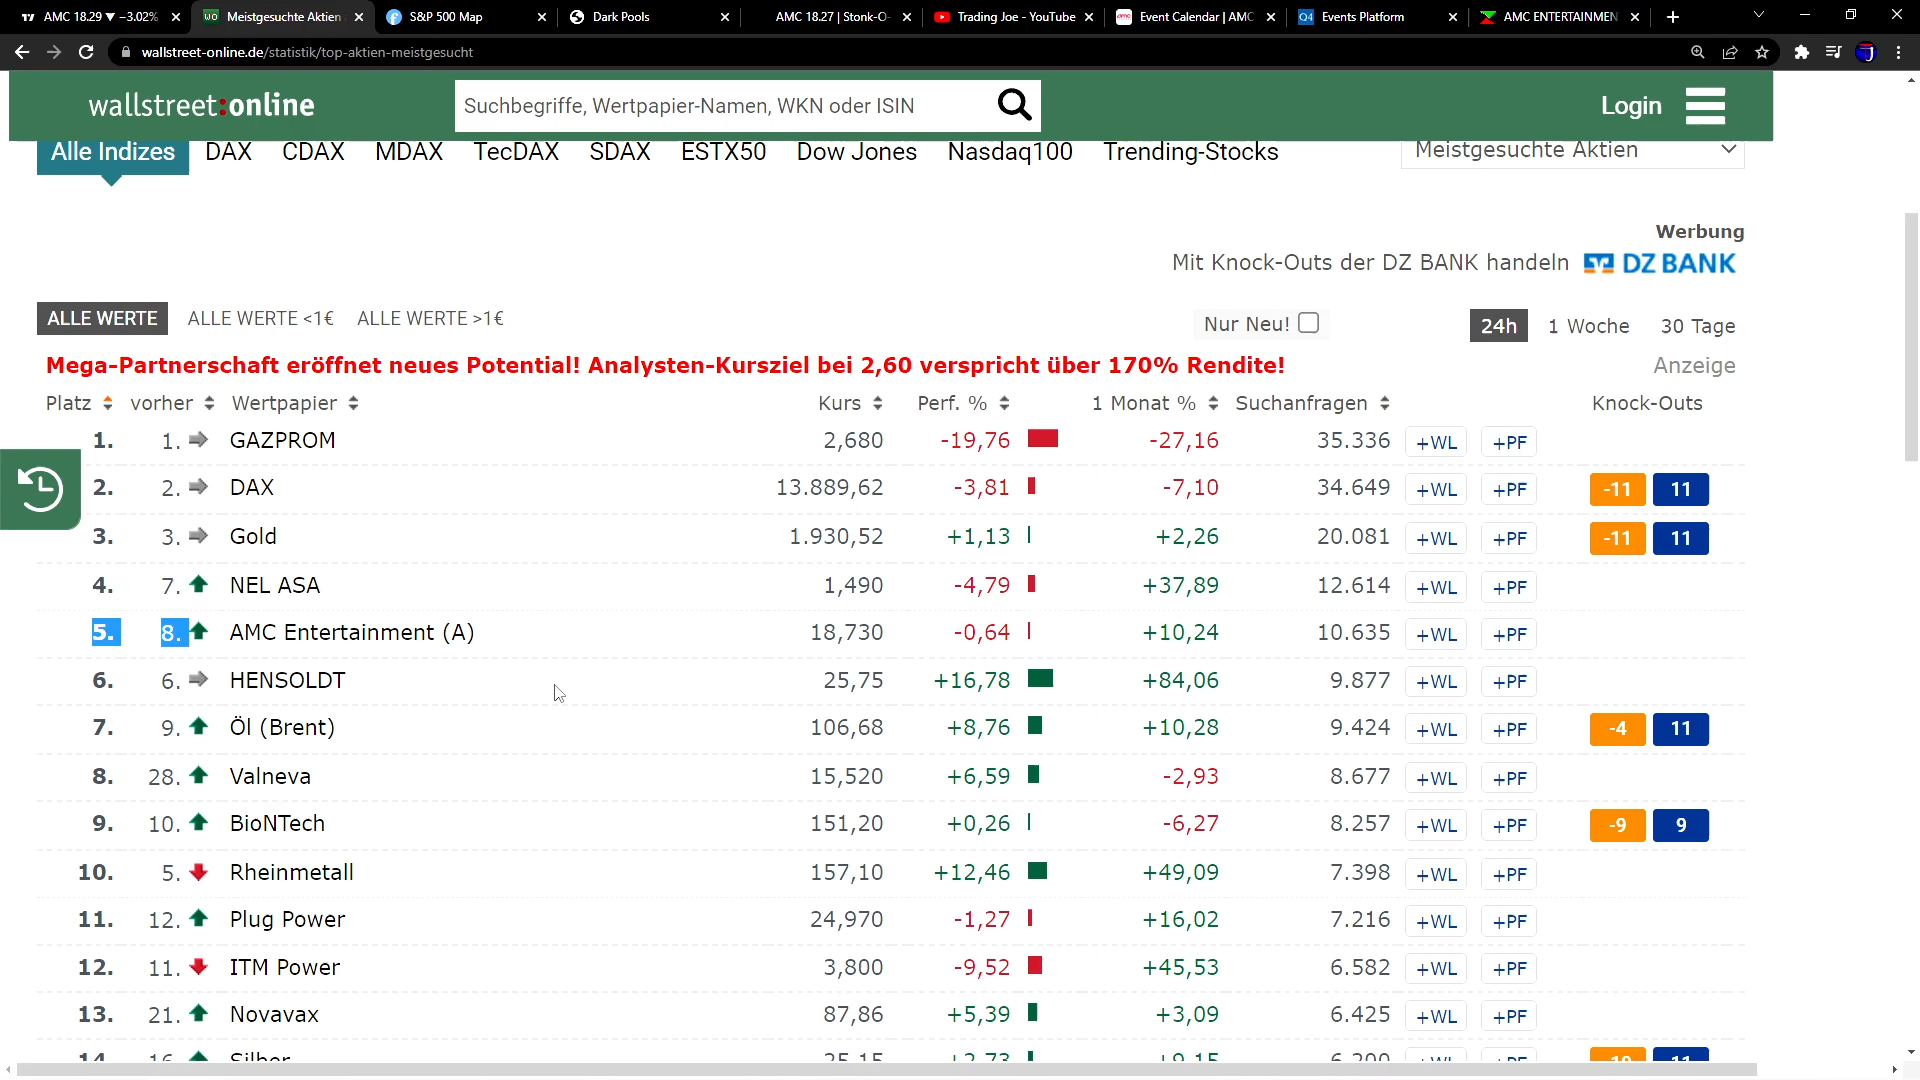 AMC 18.29 ▼ −3.02%
Meistgesuchte Aktien
S&P 500 Map
Dark Pools
AMC 18.27 | Stonk-O-
Trading Joe - YouTube
Event Calendar | AMC
Events Platform
AMC ENTERTAINMEN
wallstreet-online.de/statistik/top-aktien-meistgesucht
wallstreet:online
Suchbegriffe, Wertpapier-Namen, WKN oder ISIN
Login
Alle Indizes DAX CDAX MDAX TecDAX SDAX ESTX50 Dow Jones Nasdaq100 Trending-Stocks Meistgesuchte Aktien
Werbung
Mit Knock-Outs der DZ BANK handeln DZ BANK
ALLE WERTE ALLE WERTE <1€ ALLE WERTE >1€ Nur Neu! 24h 1 Woche 30 Tage
Mega-Partnerschaft eröffnet neues Potential! Analysten-Kursziel bei 2,60 verspricht über 170% Rendite! Anzeige
Platz vorher Wertpapier Kurs Perf. % 1 Monat % Suchanfragen Knock-Outs
1. 1. GAZPROM 2,680 -19,76 -27,16 35.336 +WL +PF
2. 2. DAX 13.889,62 -3,81 -7,10 34.649 +WL +PF -11 11
3. 3. Gold 1.930,52 +1,13 +2,26 20.081 +WL +PF -11 11
4. 7. NEL ASA 1,490 -4,79 +37,89 12.614 +WL +PF
5. 8. AMC Entertainment (A) 18,730 -0,64 +10,24 10.635 +WL +PF
6. 6. HENSOLDT 25,75 +16,78 +84,06 9.877 +WL +PF
7. 9. Öl (Brent) 106,68 +8,76 +10,28 9.424 +WL +PF -4 11
8. 28. Valneva 15,520 +6,59 -2,93 8.677 +WL +PF
9. 10. BioNTech 151,20 +0,26 -6,27 8.257 +WL +PF -9 9
10. 5. Rheinmetall 157,10 +12,46 +49,09 7.398 +WL +PF
11. 12. Plug Power 24,970 -1,27 +16,02 7.216 +WL +PF
12. 11. ITM Power 3,800 -9,52 +45,53 6.582 +WL +PF
13. 21. Novavax 87,86 +5,39 +3,09 6.425 +WL +PF
14. 16. Silber 25,15 +2,73 +9,15 6.200 +WL +PF -10 11